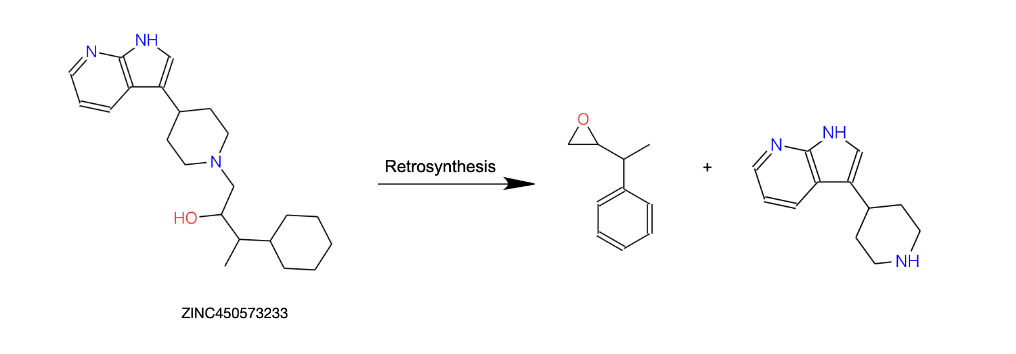 NH
N
N
HO
ZINC450573233
Retrosynthesis
O
+
NH
N
NH